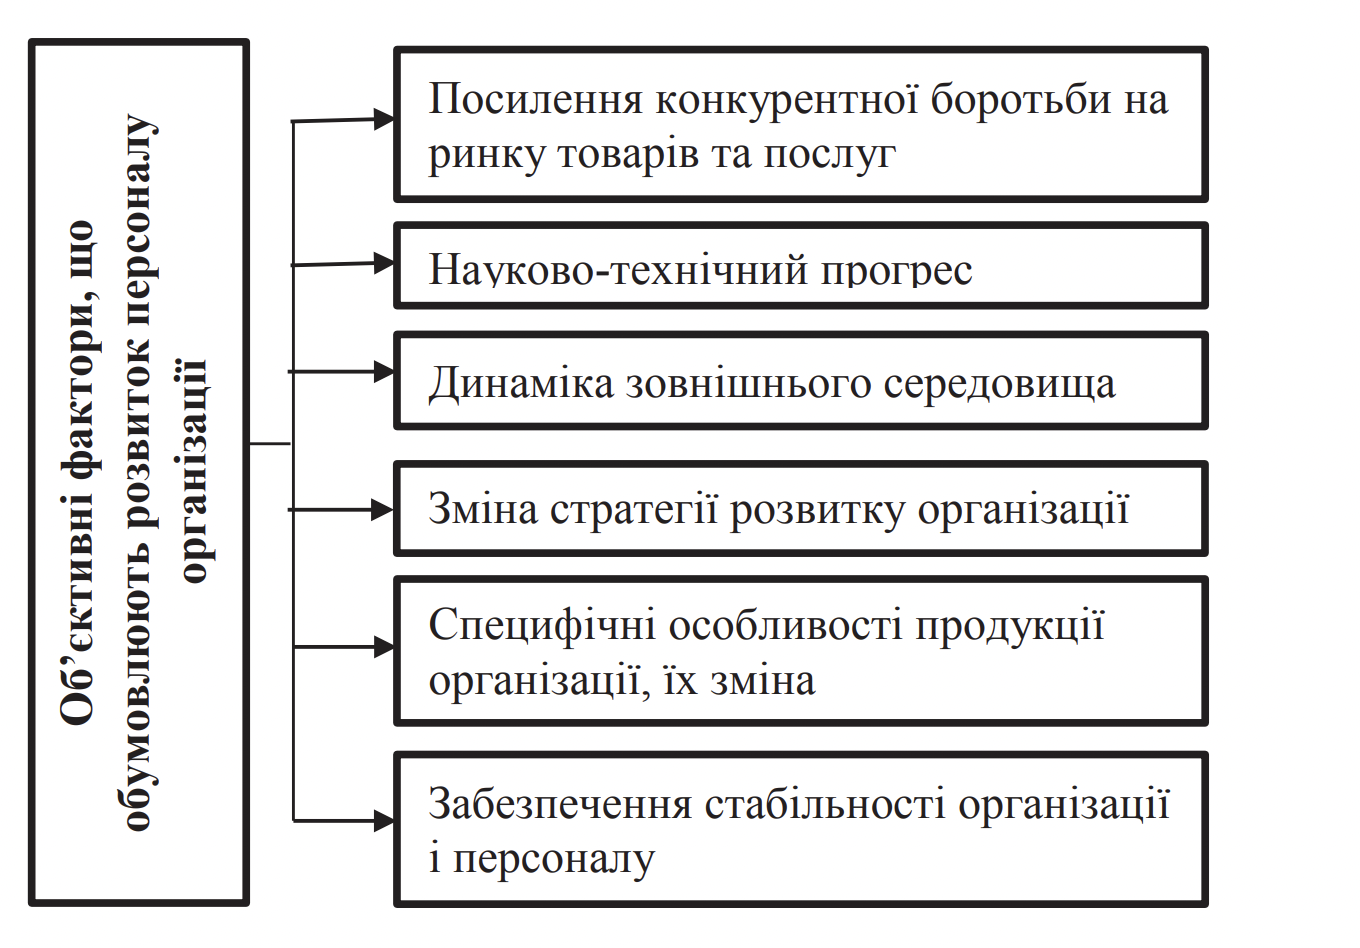 Об’єктивні фактори, що
обумовлюють розвиток персоналу
організації
Посилення конкурентної боротьби на
ринку товарів та послуг
Науково-технічний прогрес
Динаміка зовнішнього середовища
Зміна стратегії розвитку організації
Специфічні особливості продукції
організації, їх зміна
Забезпечення стабільності організації
і персоналу